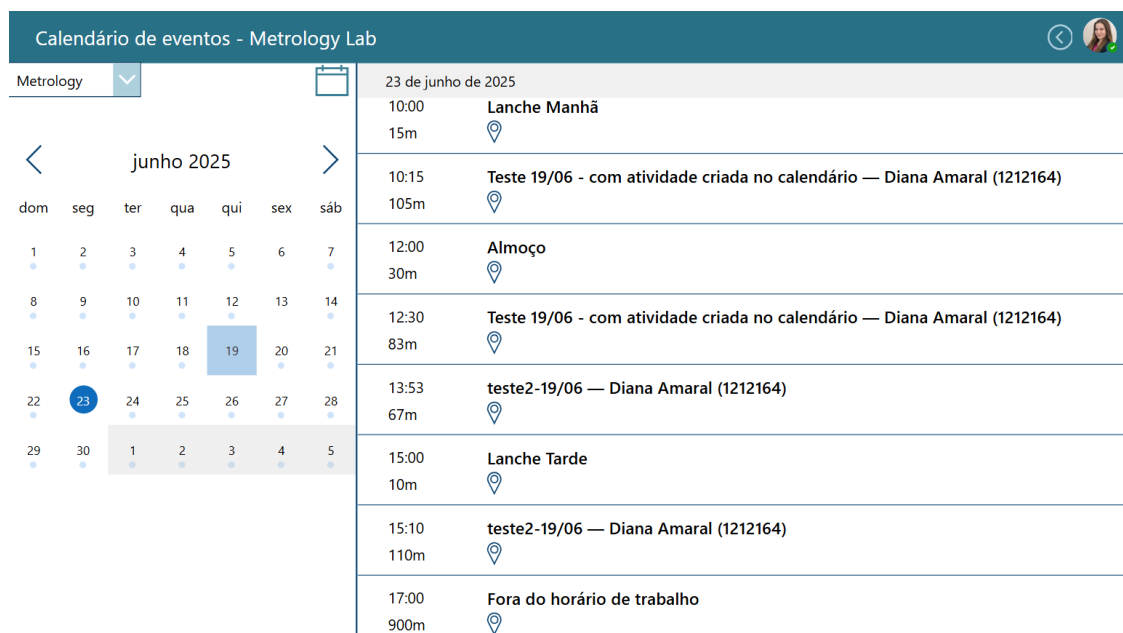 Calendário de eventos - Metrology Lab
Metrology
junho 2025
dom seg ter qua qui sex sáb
1 2 3 4 5 6 7
8 9 10 11 12 13 14
15 16 17 18 19 20 21
22 23 24 25 26 27 28
29 30 1 2 3 4 5
23 de junho de 2025
10:00 Lanche Manhã
15m
10:15 Teste 19/06 - com atividade criada no calendário — Diana Amaral (1212164)
105m
12:00 Almoço
30m
12:30 Teste 19/06 - com atividade criada no calendário — Diana Amaral (1212164)
83m
13:53 teste2-19/06 — Diana Amaral (1212164)
67m
15:00 Lanche Tarde
10m
15:10 teste2-19/06 — Diana Amaral (1212164)
110m
17:00 Fora do horário de trabalho
900m